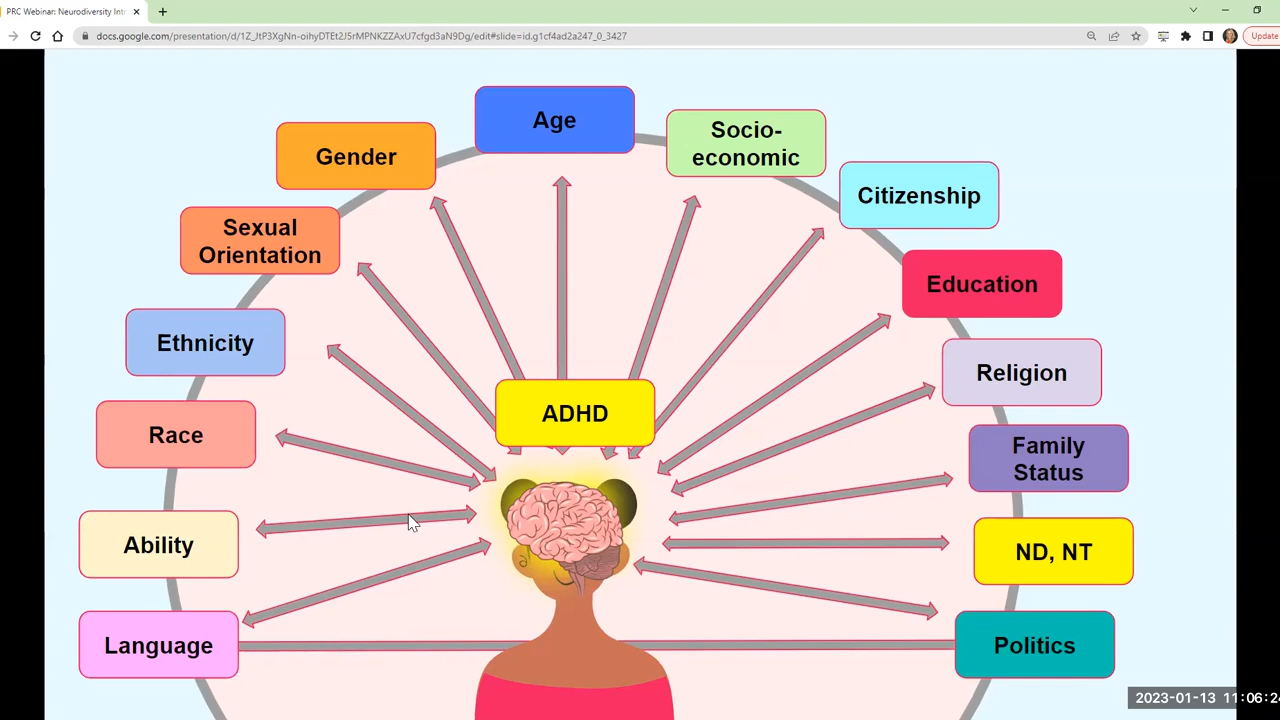 PRC Webinar: Neurodiversity Int
docs.google.com/presentation/d/1Z_JtP3XgNn-oihyDTEt2J5rMPNKZZAxU7cfgd3aN9Dg/edit#slide=id.g1cf4ad2a247_0_3427
Update
Age
Socio-
economic
Gender
Citizenship
Sexual
Orientation
Education
Ethnicity
Religion
ADHD
Race
Family
Status
Ability
ND, NT
Language
Politics
2023-01-13 11:06:24